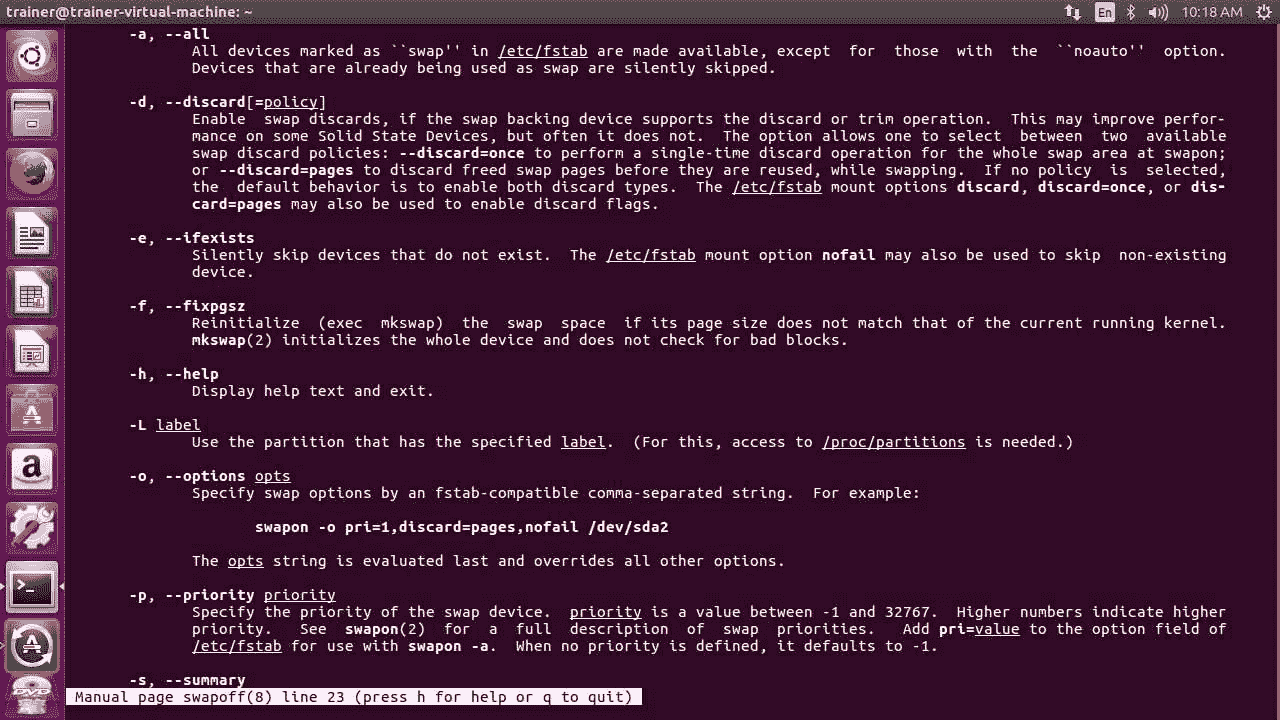 trainer@trainer-virtual-machine: ~
En
10:18 AM
-a, --all
All devices marked as ``swap'' in /etc/fstab are made available, except for those with the ``noauto'' option.
Devices that are already being used as swap are silently skipped.
-d, --discard[=policy]
Enable swap discards, if the swap backing device supports the discard or trim operation. This may improve perfor-
mance on some Solid State Devices, but often it does not. The option allows one to select between two available
swap discard policies: --discard=once to perform a single-time discard operation for the whole swap area at swapon;
or --discard=pages to discard freed swap pages before they are reused, while swapping. If no policy is selected,
the default behavior is to enable both discard types. The /etc/fstab mount options discard, discard=once, or dis-
card=pages may also be used to enable discard flags.
-e, --ifexists
Silently skip devices that do not exist. The /etc/fstab mount option nofail may also be used to skip non-existing
device.
-f, --fixpgsz
Reinitialize (exec mkswap) the swap space if its page size does not match that of the current running kernel.
mkswap(2) initializes the whole device and does not check for bad blocks.
-h, --help
Display help text and exit.
-L label
Use the partition that has the specified label. (For this, access to /proc/partitions is needed.)
-o, --options opts
Specify swap options by an fstab-compatible comma-separated string. For example:
swapon -o pri=1,discard=pages,nofail /dev/sda2
The opts string is evaluated last and overrides all other options.
-p, --priority priority
Specify the priority of the swap device. priority is a value between -1 and 32767. Higher numbers indicate higher
priority. See swapon(2) for a full description of swap priorities. Add pri=value to the option field of
/etc/fstab for use with swapon -a. When no priority is defined, it defaults to -1.
-s, --summary
Manual page swapoff(8) line 23 (press h for help or q to quit)
DVD